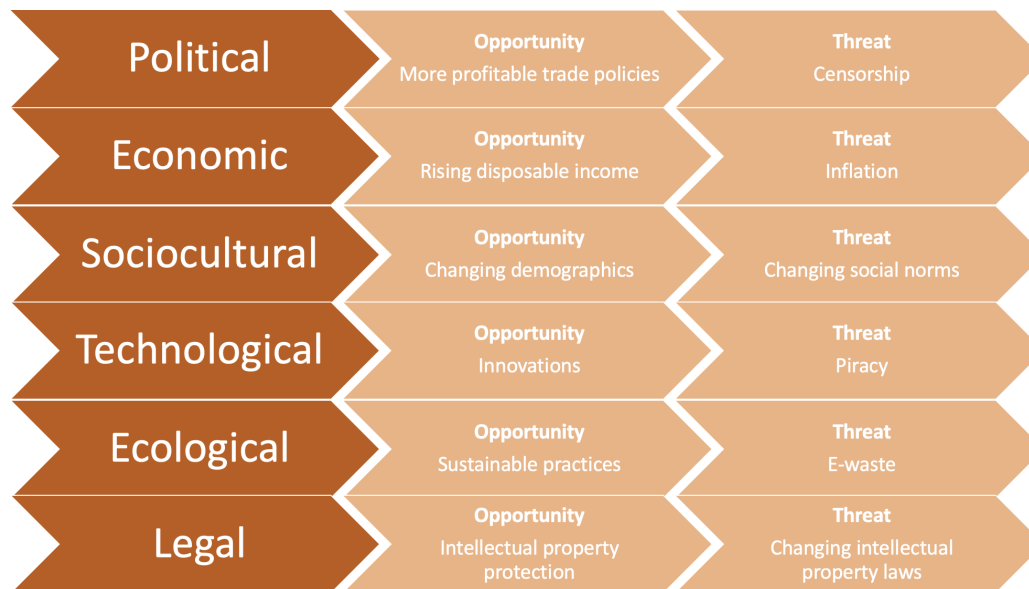 Political
Opportunity
More profitable trade policies
Threat
Censorship
Economic
Opportunity
Rising disposable income
Threat
Inflation
Sociocultural
Opportunity
Changing demographics
Threat
Changing social norms
Technological
Opportunity
Innovations
Threat
Piracy
Ecological
Opportunity
Sustainable practices
Threat
E-waste
Legal
Opportunity
Intellectual property
protection
Threat
Changing intellectual
property laws